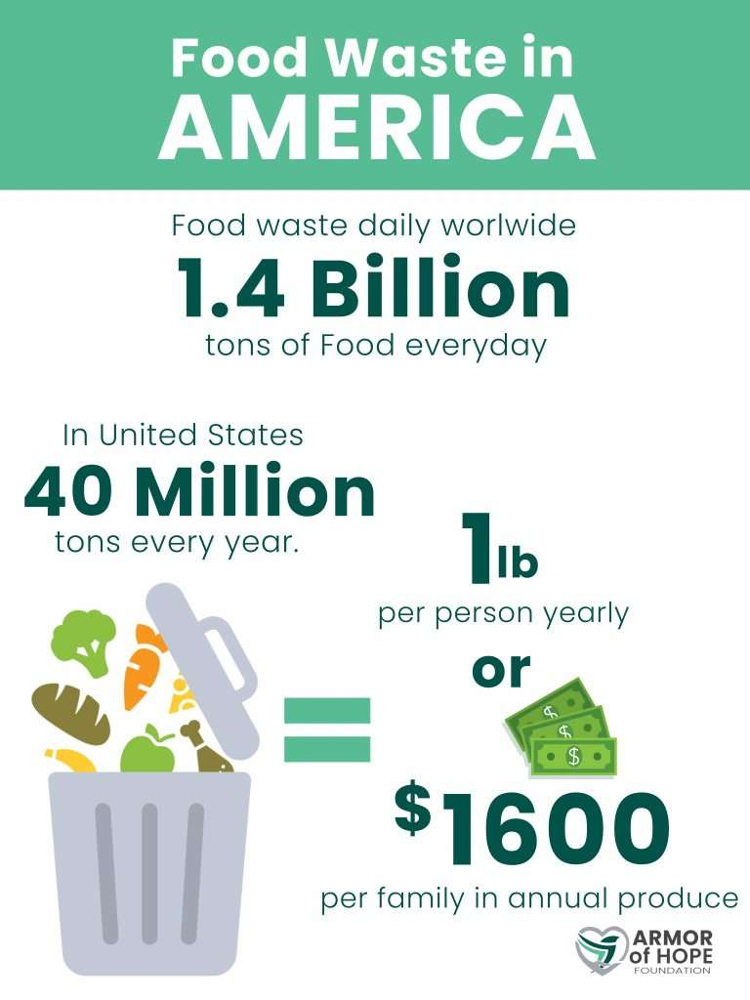 Food Waste in
AMERICA
Food waste daily worlwide
1.4 Billion
tons of Food everyday
In United States
40 Million
tons every year.
1lb
per person yearly
or
$ $ $
$1600
per family in annual produce
ARMOR
of HOPE
FOUNDATION